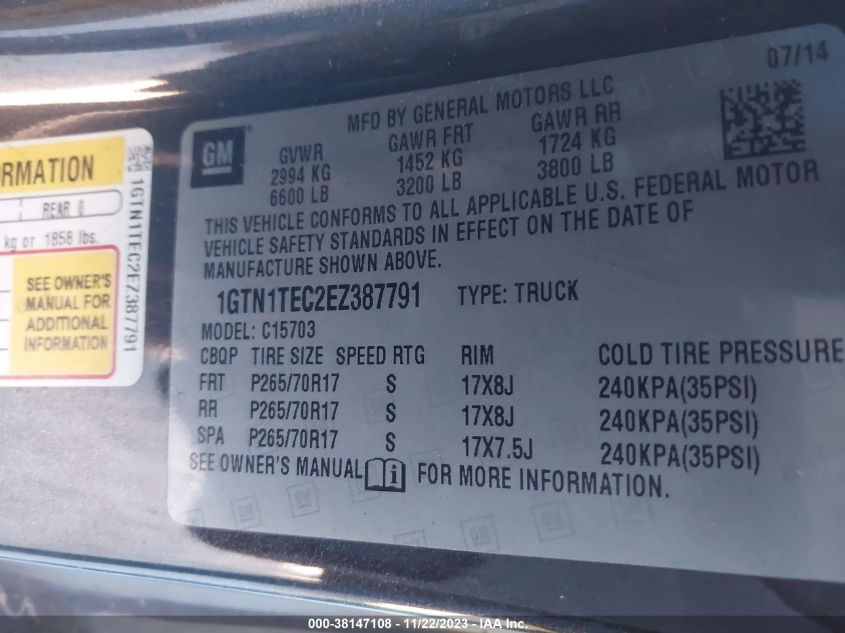 RMATION
REAR 0
kg or 1858 lbs.
SEE OWNER'S
MANUAL FOR
ADDITIONAL
INFORMATION
1GTN1TEC2EZ387791
GM
MFD BY GENERAL MOTORS LLC
07/14
GVWR GAWR FRT GAWR RR
2994 KG 1452 KG 1724 KG
6600 LB 3200 LB 3800 LB
THIS VEHICLE CONFORMS TO ALL APPLICABLE U.S. FEDERAL MOTOR
VEHICLE SAFETY STANDARDS IN EFFECT ON THE DATE OF
MANUFACTURE SHOWN ABOVE.
1GTN1TEC2EZ387791 TYPE: TRUCK
MODEL: C15703
CBQP TIRE SIZE SPEED RTG RIM COLD TIRE PRESSURE
FRT P265/70R17 S 17X8J 240KPA(35PSI)
RR P265/70R17 S 17X8J 240KPA(35PSI)
SPA P265/70R17 S 17X7.5J 240KPA(35PSI)
SEE OWNER'S MANUAL i FOR MORE INFORMATION.
000-38147108 - 11/22/2023 - IAA Inc.